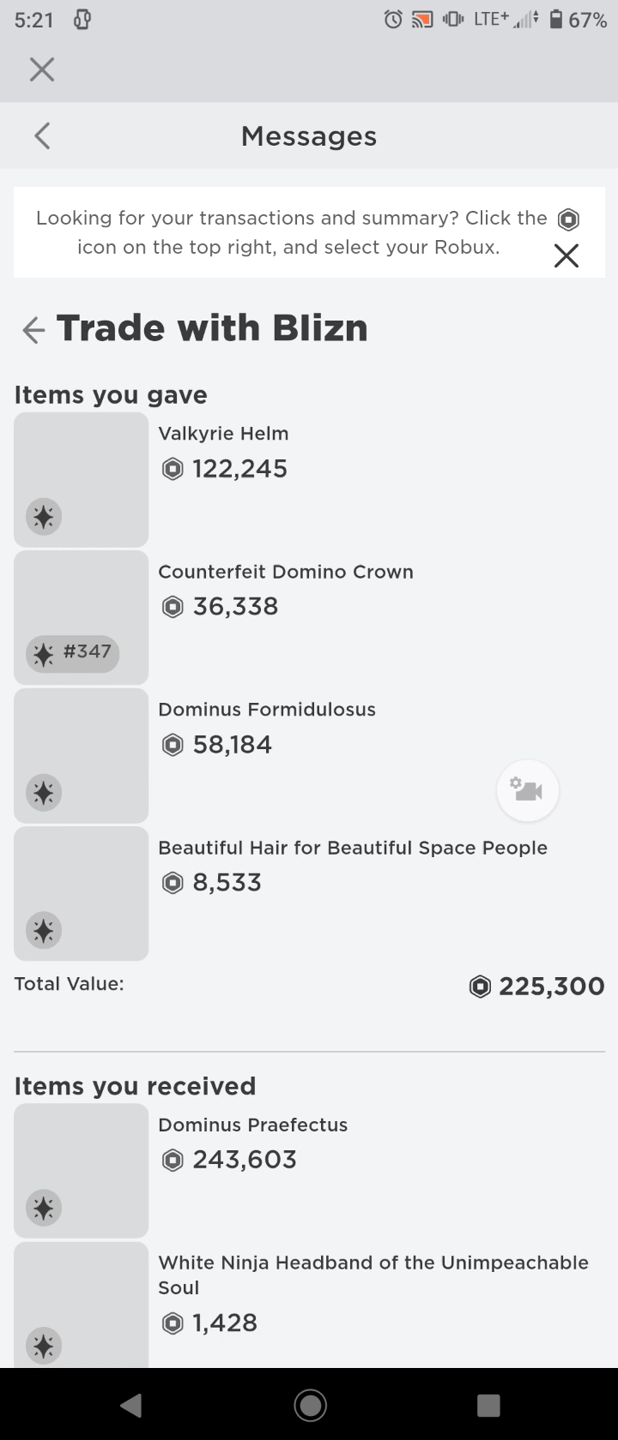 5:21
LTE+
67%
Messages
Looking for your transactions and summary? Click the
icon on the top right, and select your Robux.
Trade with Blizn
Items you gave
Valkyrie Helm
122,245
Counterfeit Domino Crown
36,338
#347
Dominus Formidulosus
58,184
Beautiful Hair for Beautiful Space People
8,533
Total Value:
225,300
Items you received
Dominus Praefectus
243,603
White Ninja Headband of the Unimpeachable
Soul
1,428